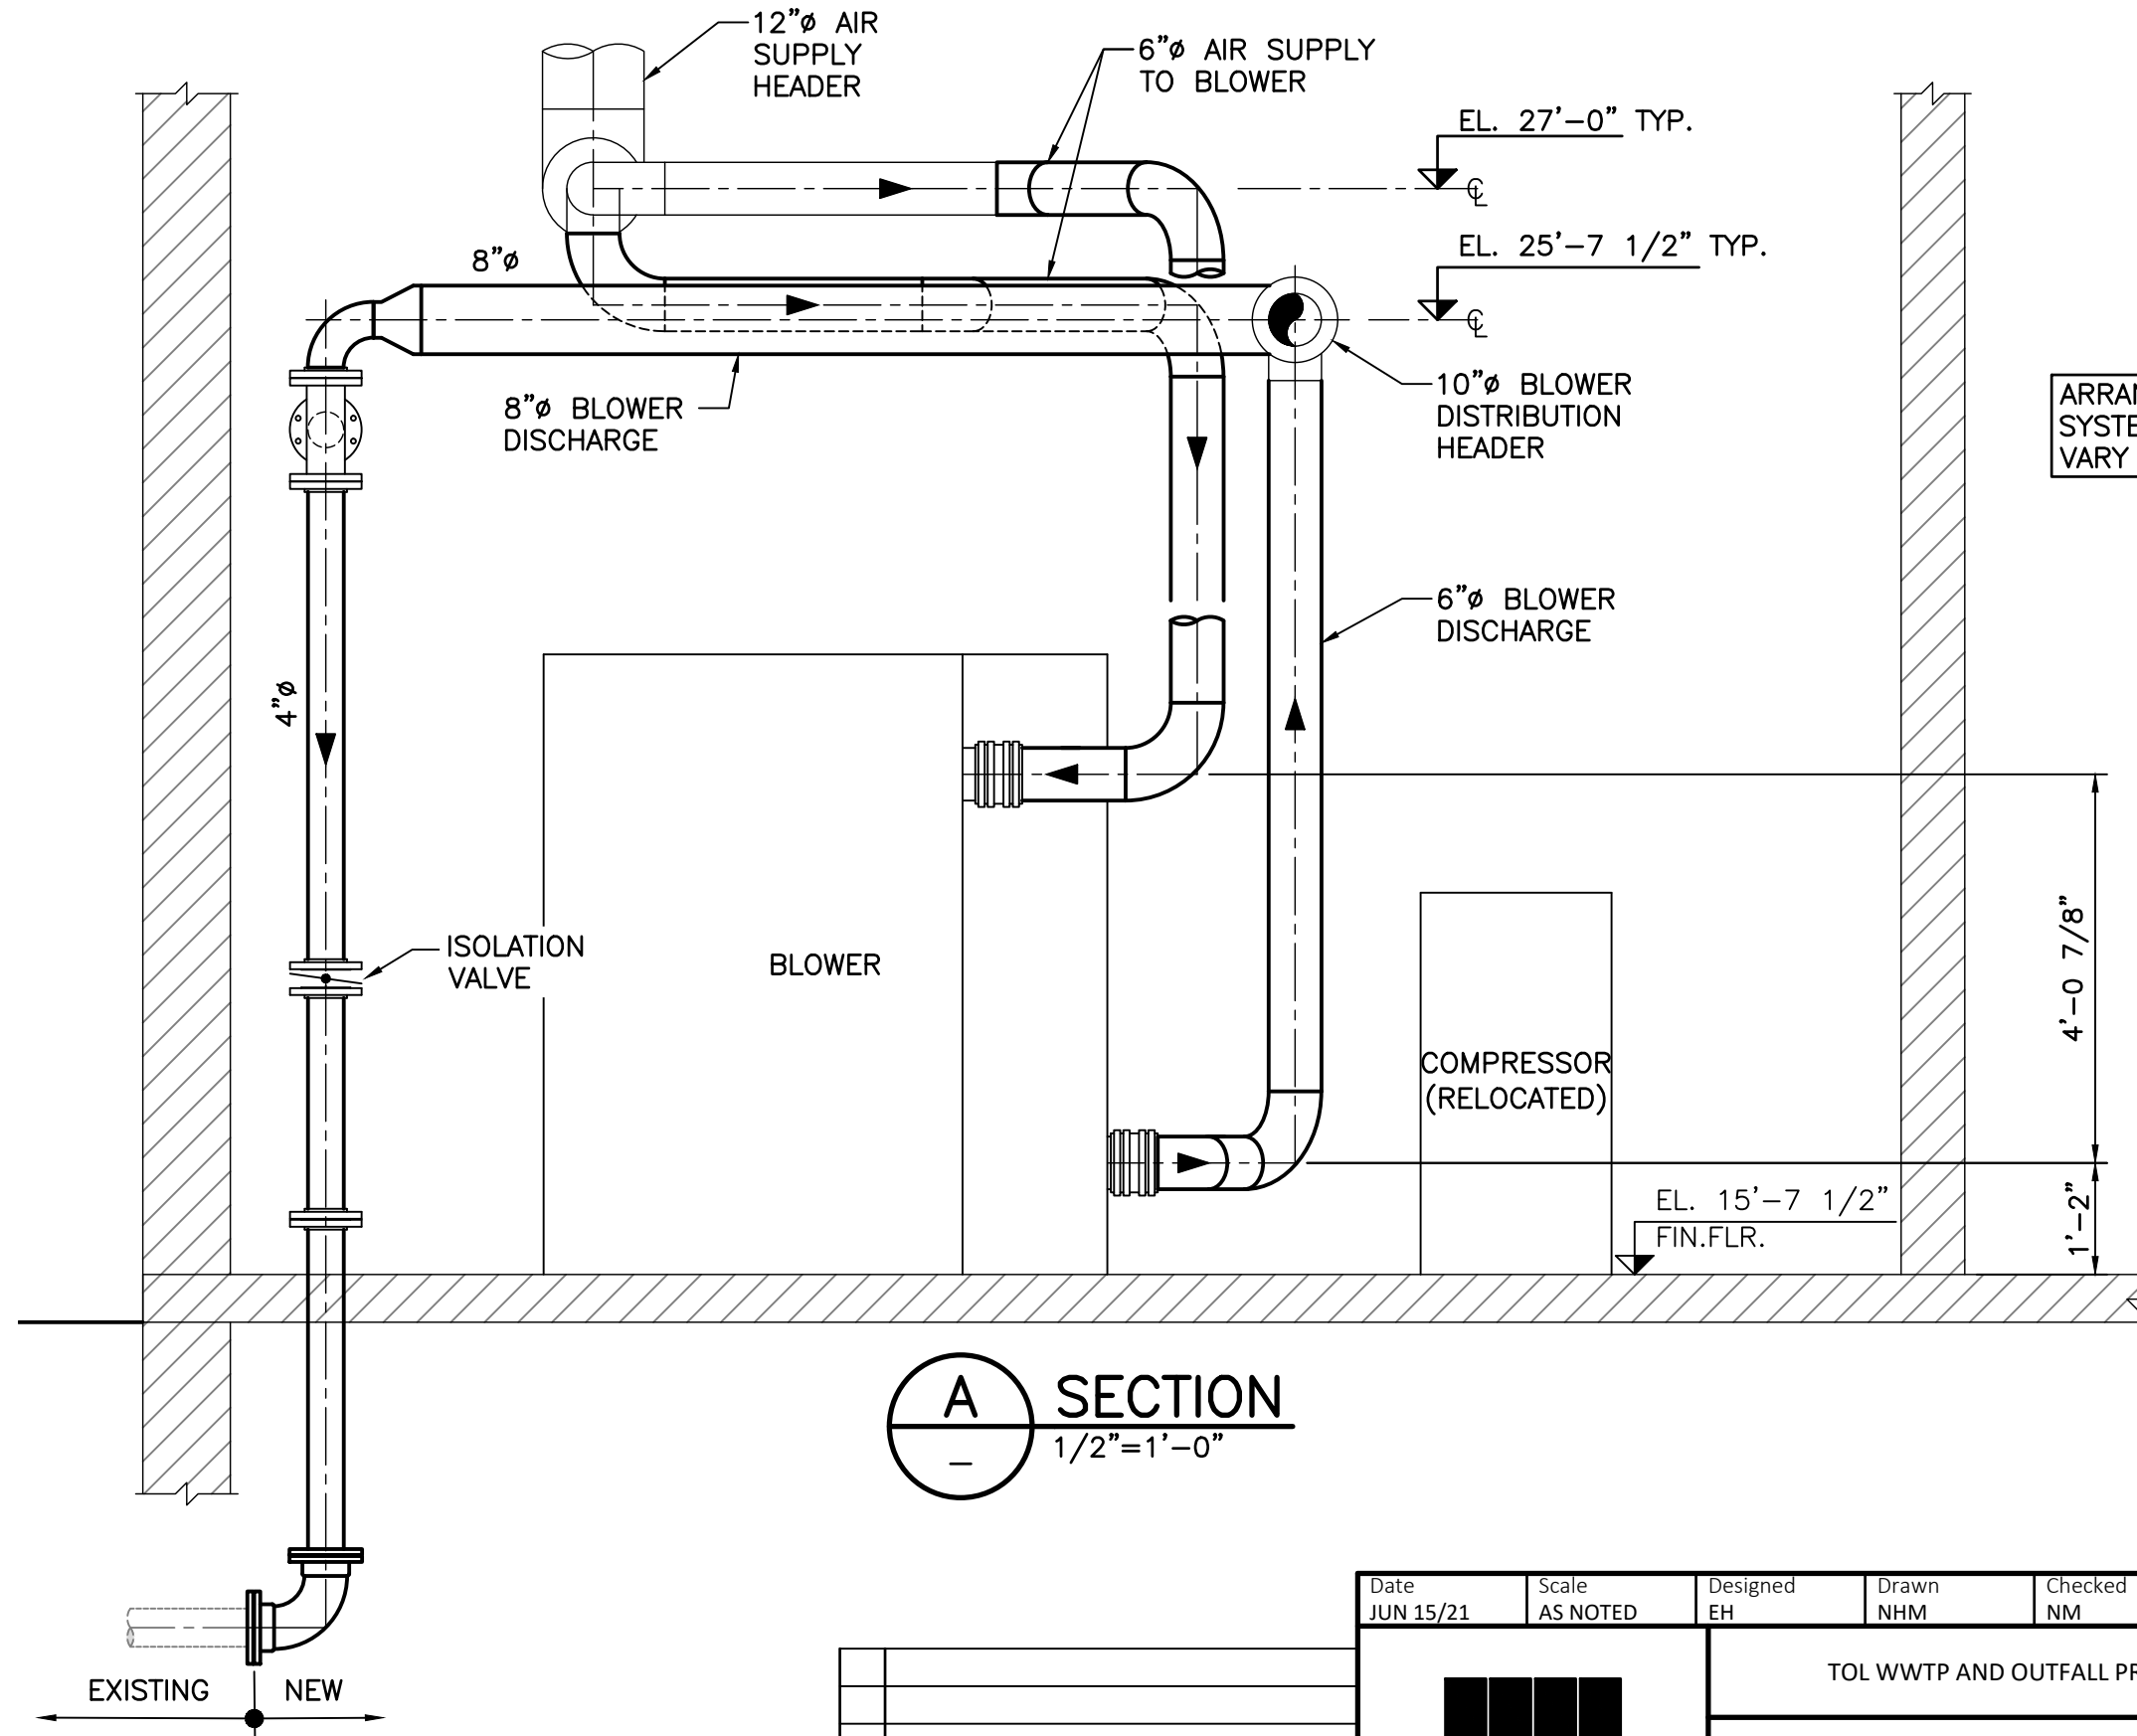 12"ø AIR
SUPPLY
HEADER
6"ø AIR SUPPLY
TO BLOWER
EL. 27'-0" TYP.
℄
EL. 25'-7 1/2" TYP.
℄
8"ø
8"ø BLOWER
DISCHARGE
10"ø BLOWER
DISTRIBUTION
HEADER
VARY
6"ø BLOWER
DISCHARGE
4"ø
ISOLATION
VALVE
BLOWER
COMPRESSOR
(RELOCATED)
4'-0 7/8"
1'-2"
EL. 15'-7 1/2"
FIN.FLR.
A
-
SECTION
1/2"=1'-0"
EXISTING
NEW
Date
JUN 15/21
Scale
AS NOTED
Designed
EH
Drawn
NHM
Checked
NM
TOL WWTP AND OUTFALL